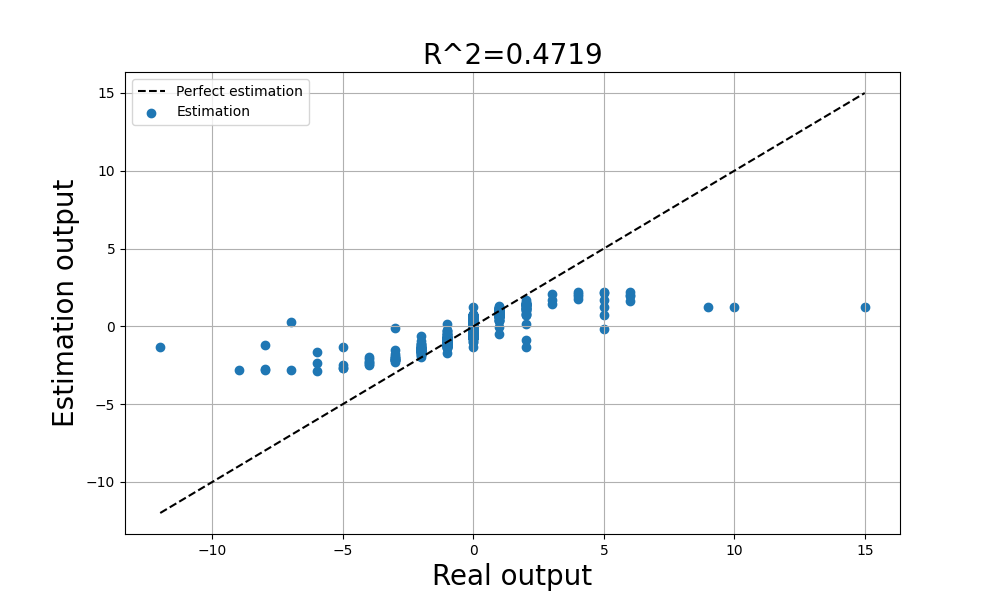 R^2=0.4719
Perfect estimation
Estimation
15
10
5
0
−5
−10
Estimation output
−10
−5
0
5
10
15
Real output